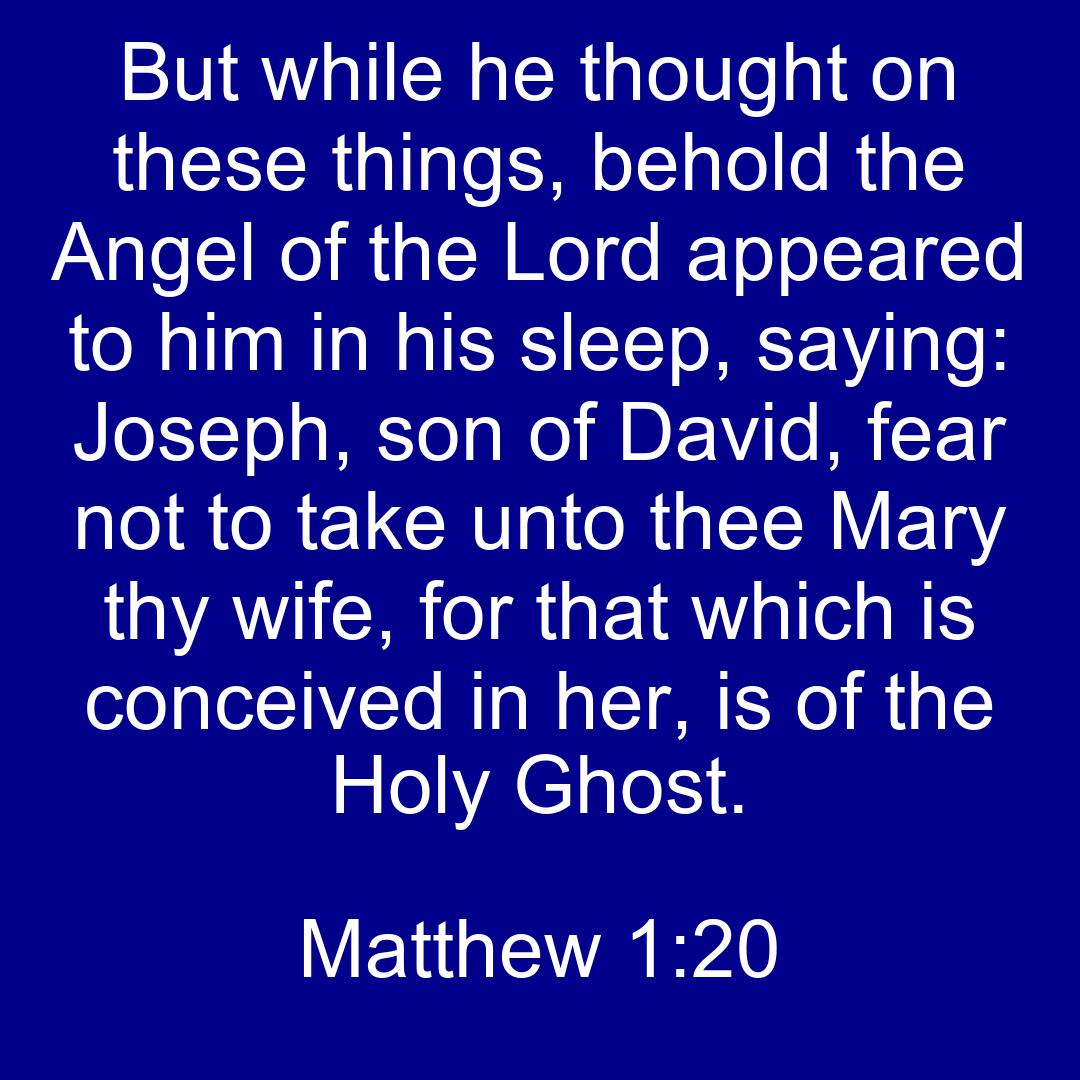 But while he thought on
these things, behold the
Angel of the Lord appeared
to him in his sleep, saying:
Joseph, son of David, fear
not to take unto thee Mary
thy wife, for that which is
conceived in her, is of the
Holy Ghost.
Matthew 1:20